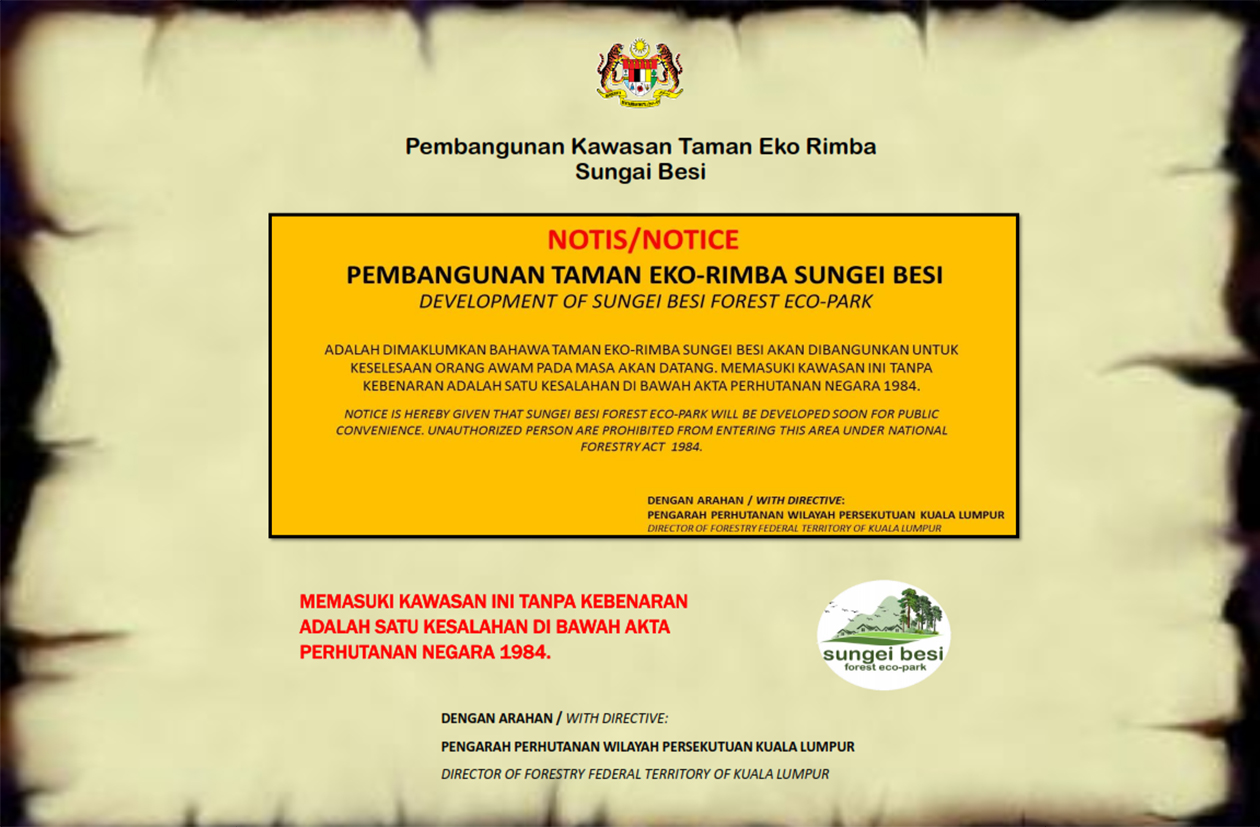 Pembangunan Kawasan Taman Eko Rimba
Sungai Besi
NOTIS/NOTICE
PEMBANGUNAN TAMAN EKO-RIMBA SUNGEI BESI
DEVELOPMENT OF SUNGEI BESI FOREST ECO-PARK
ADALAH DIMAKLUMKAN BAHAWA TAMAN EKO-RIMBA SUNGEI BESI AKAN DIBANGUNKAN UNTUK
KESELESAAN ORANG AWAM PADA MASA AKAN DATANG. MEMASUKI KAWASAN INI TANPA
KEBENARAN ADALAH SATU KESALAHAN DI BAWAH AKTA PERHUTANAN NEGARA 1984.
NOTICE IS HEREBY GIVEN THAT SUNGEI BESI FOREST ECO-PARK WILL BE DEVELOPED SOON FOR PUBLIC
CONVENIENCE. UNAUTHORIZED PERSON ARE PROHIBITED FROM ENTERING THIS AREA UNDER NATIONAL
FORESTRY ACT 1984.
DENGAN ARAHAN / WITH DIRECTIVE:
PENGARAH PERHUTANAN WILAYAH PERSEKUTUAN KUALA LUMPUR
DIRECTOR OF FORESTRY FEDERAL TERRITORY OF KUALA LUMPUR
MEMASUKI KAWASAN INI TANPA KEBENARAN
ADALAH SATU KESALAHAN DI BAWAH AKTA
PERHUTANAN NEGARA 1984.
sungei besi
forest eco-park
DENGAN ARAHAN / WITH DIRECTIVE:
PENGARAH PERHUTANAN WILAYAH PERSEKUTUAN KUALA LUMPUR
DIRECTOR OF FORESTRY FEDERAL TERRITORY OF KUALA LUMPUR